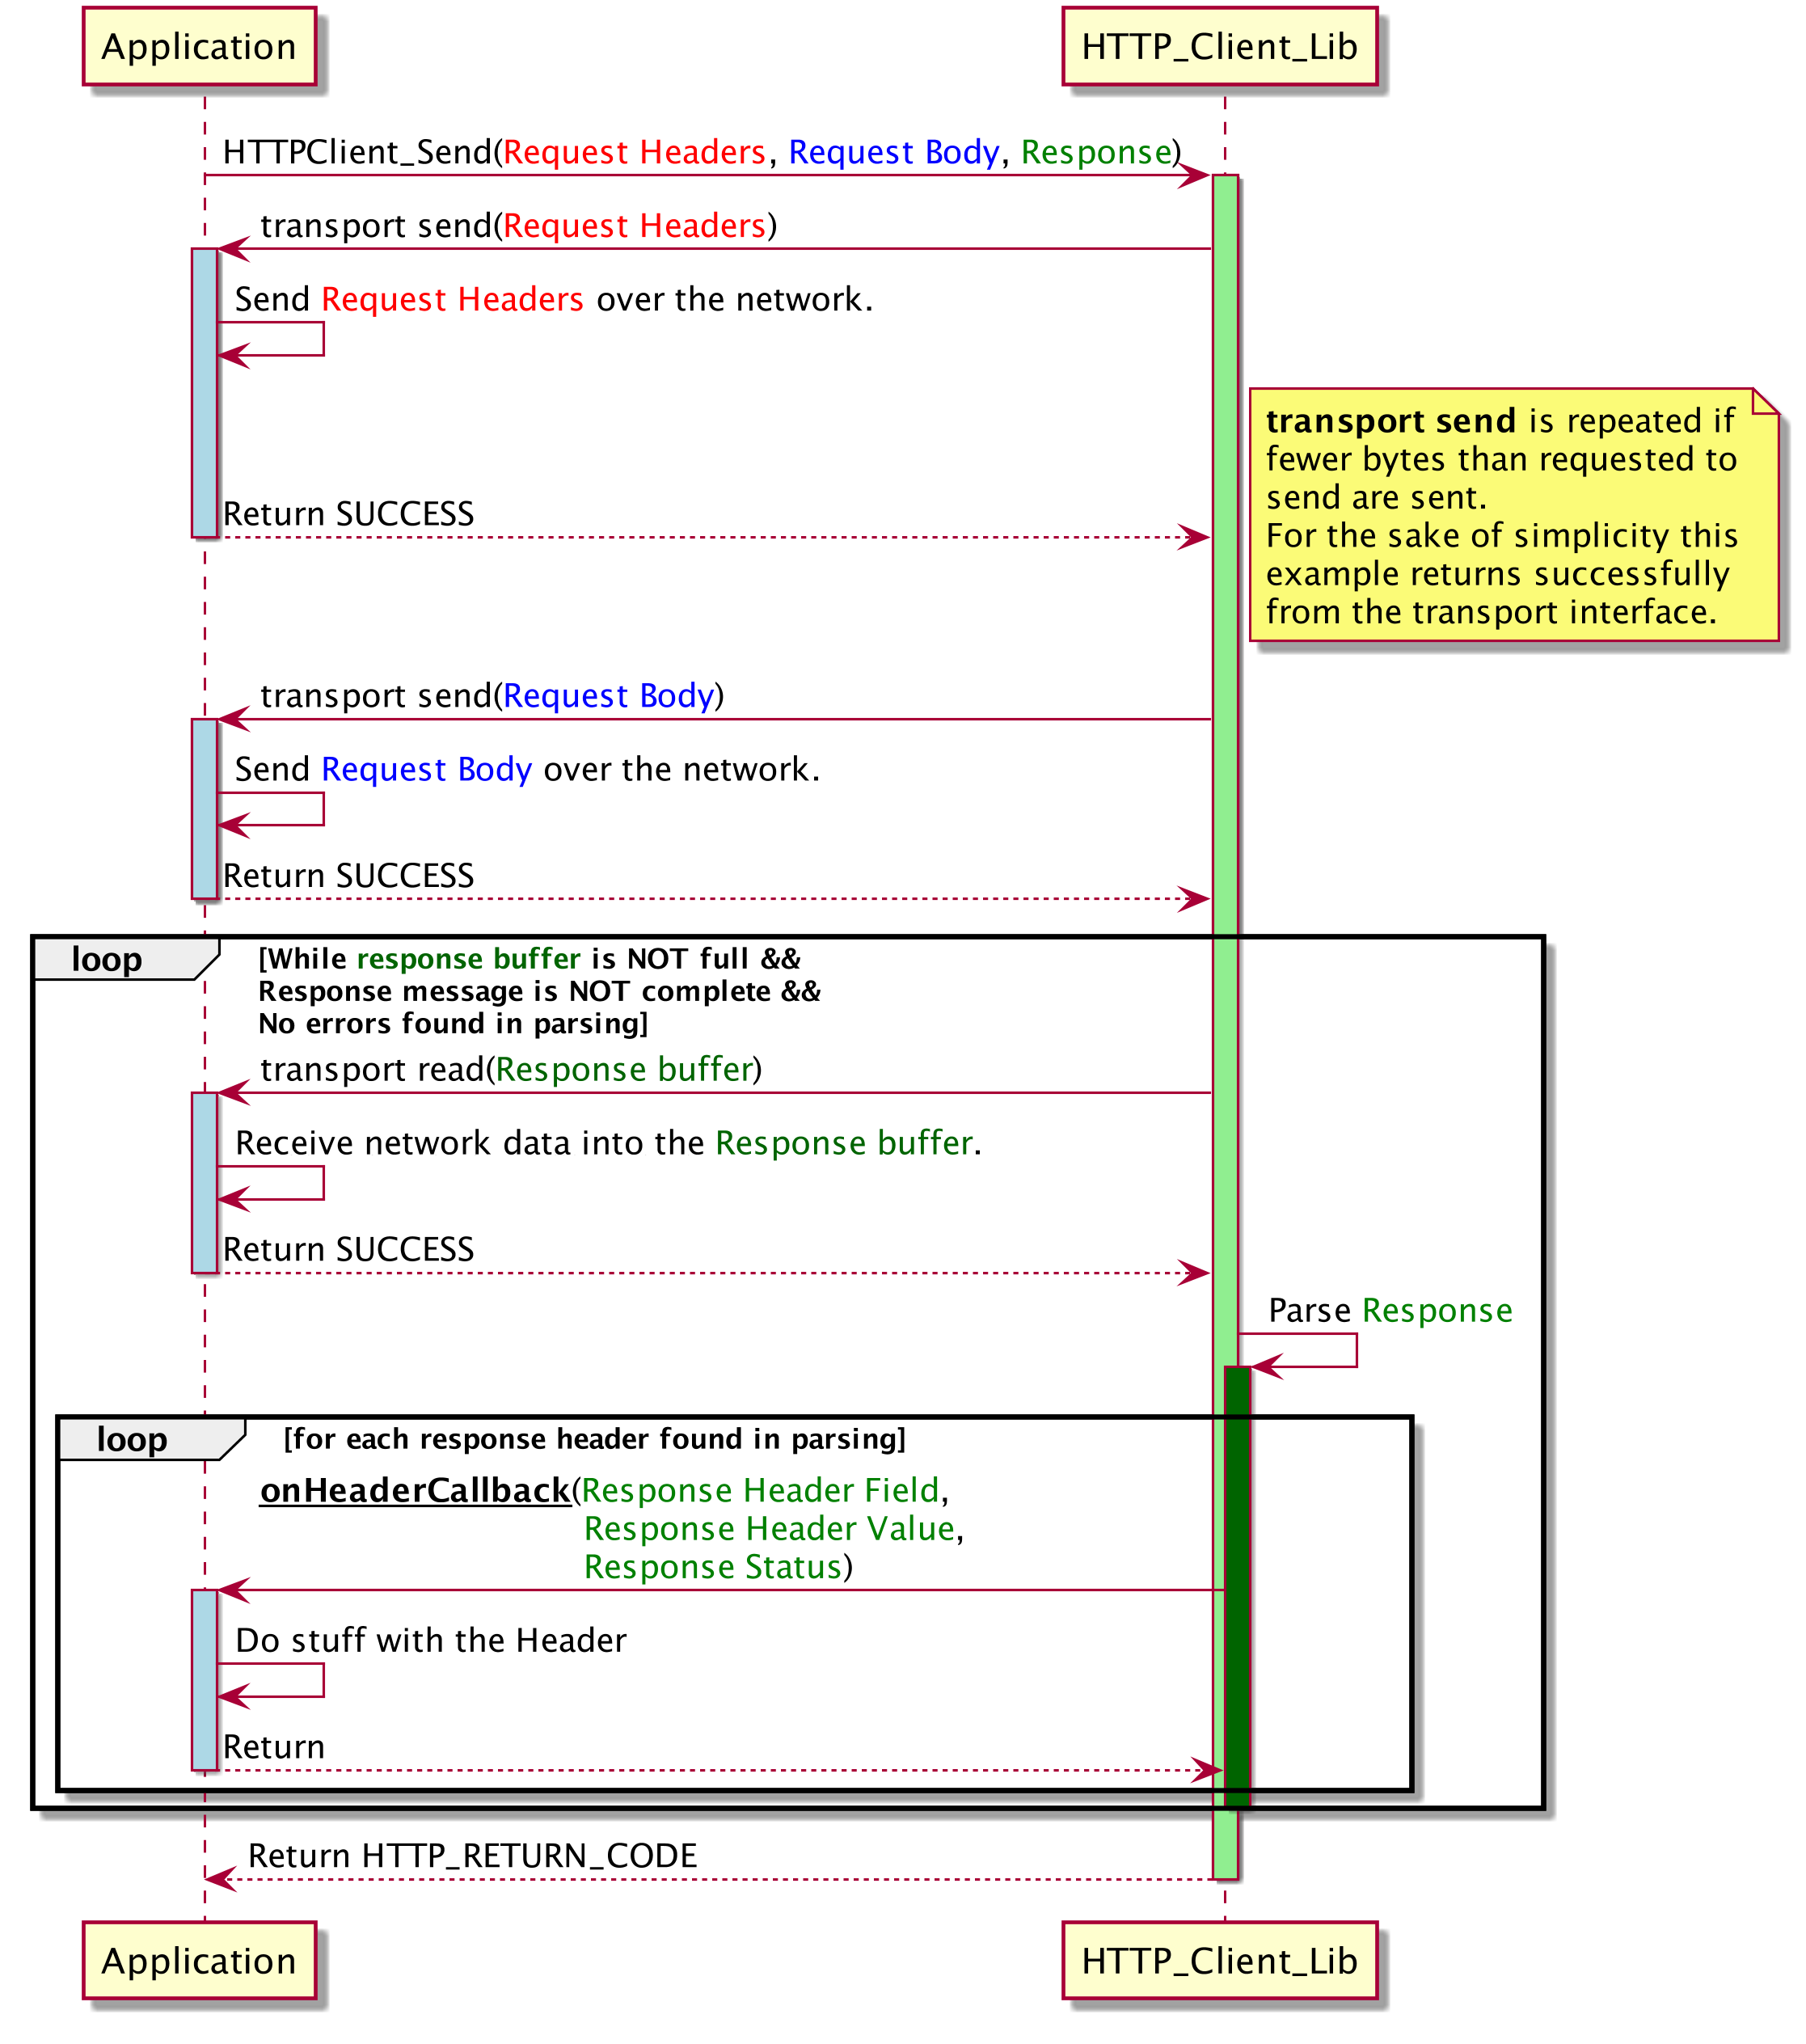 Application
HTTP_Client_Lib
HTTPClient_Send(Request Headers, Request Body, Response)
transport send(Request Headers)
Send Request Headers over the network.
transport send is repeated if
fewer bytes than requested to
send are sent.
For the sake of simplicity this
example returns successfully
from the transport interface.
Return SUCCESS
transport send(Request Body)
Send Request Body over the network.
Return SUCCESS
loop
[While response buffer is NOT full &&
Response message is NOT complete &&
No errors found in parsing]
transport read(Response buffer)
Receive network data into the Response buffer.
Return SUCCESS
Parse Response
loop
[for each response header found in parsing]
onHeaderCallback(Response Header Field,
Response Header Value,
Response Status)
Do stuff with the Header
Return
Return HTTP_RETURN_CODE
Application
HTTP_Client_Lib